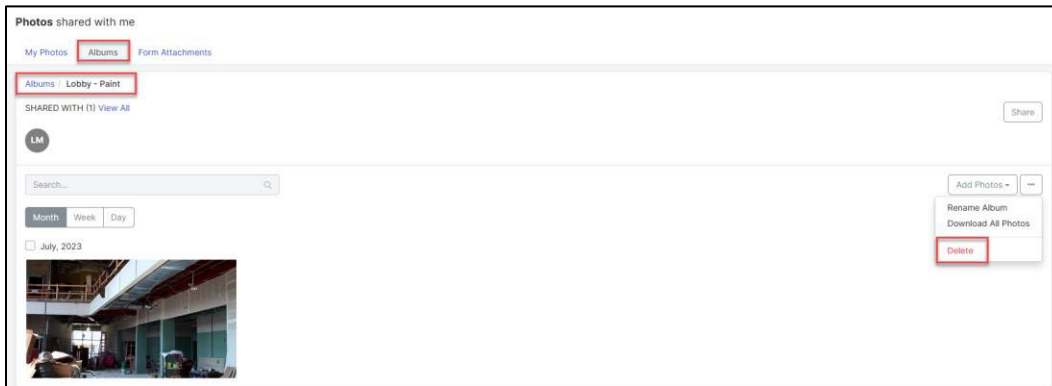 Photos shared with me
My Photos Albums Form Attachments
Albums / Lobby - Paint
SHARED WITH (1) View All
Share
LM
Search...
Add Photos
Rename Album
Download All Photos
Delete
Month Week Day
July, 2023